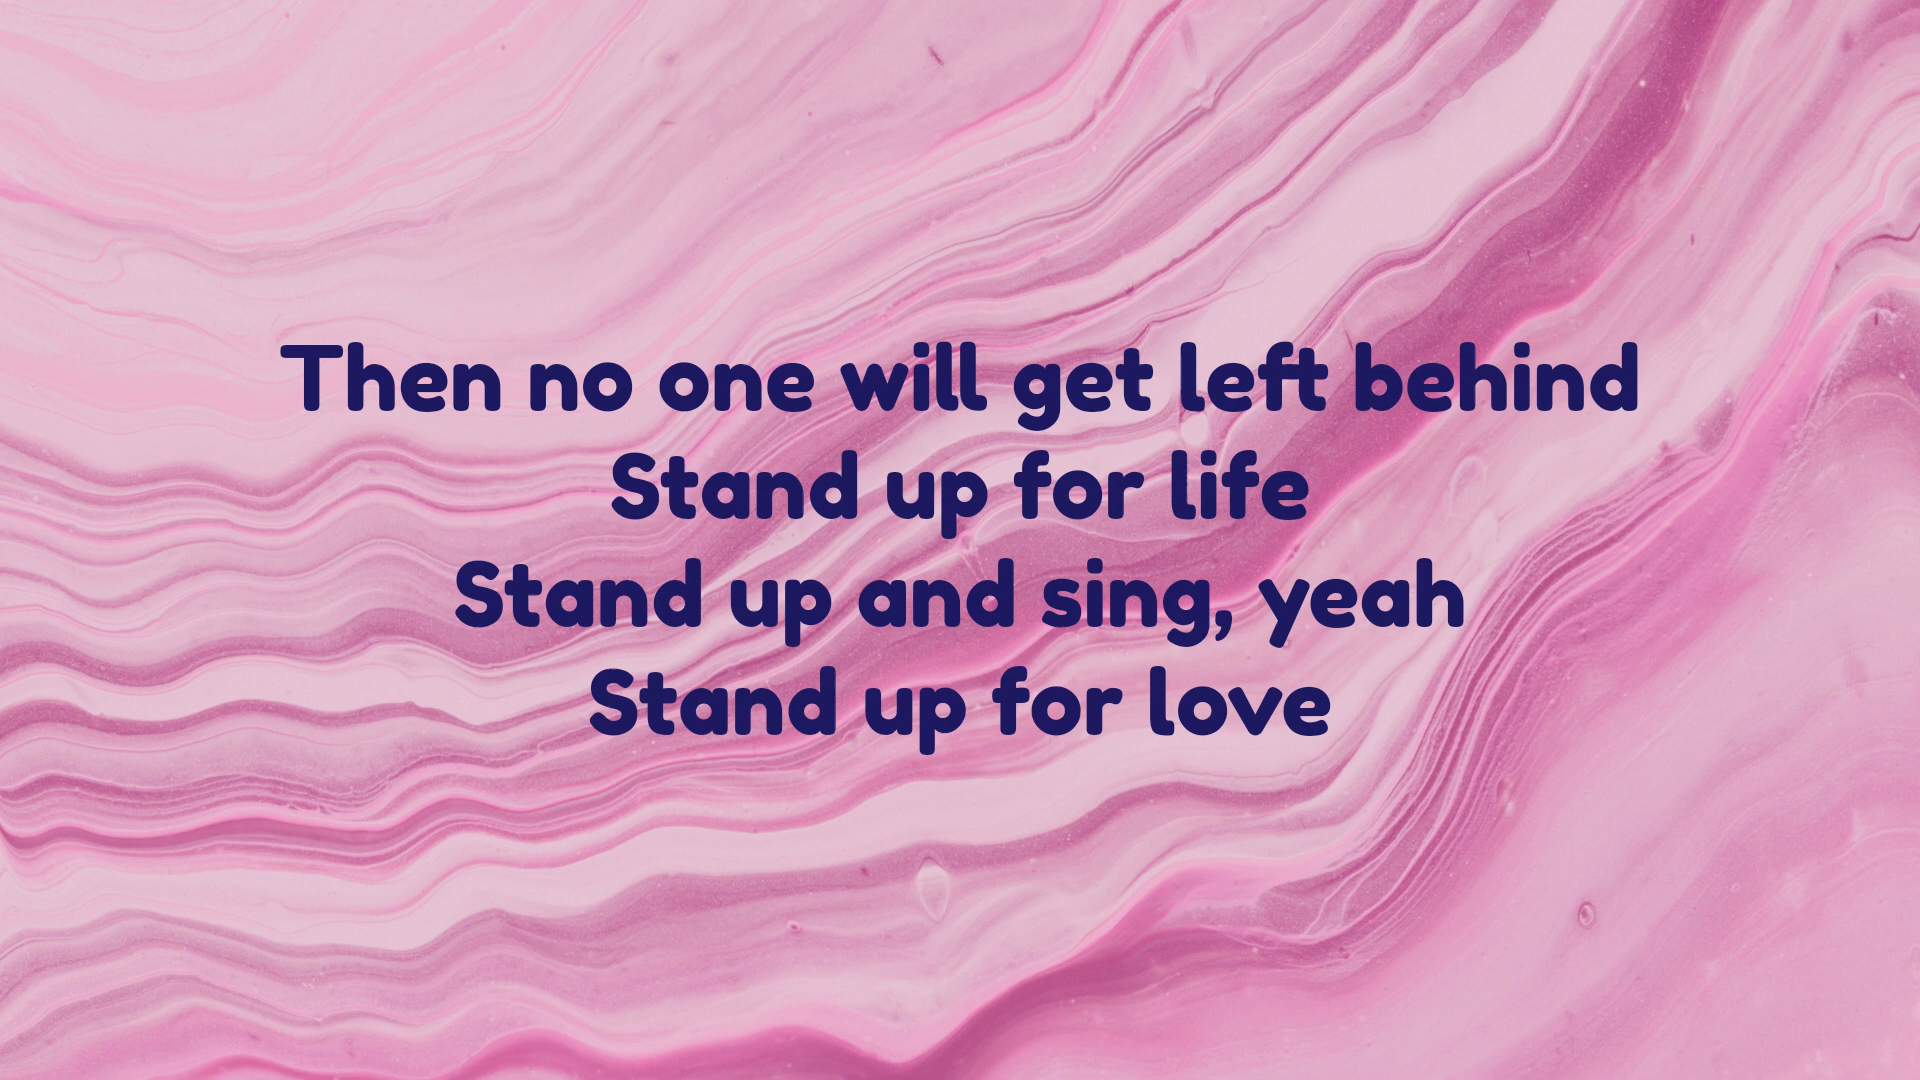 Then no one will get left behind
Stand up for life
Stand up and sing, yeah
Stand up for love